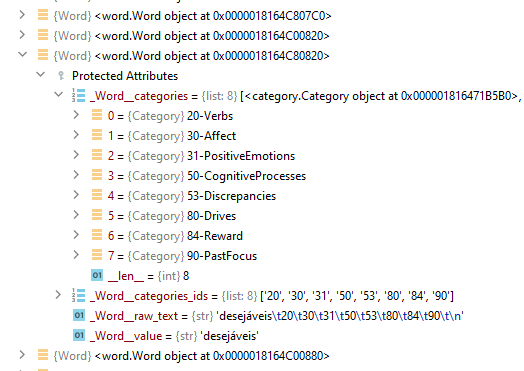 {Word} <word.Word object at 0x0000018164C807C0>
{Word} <word.Word object at 0x0000018164C00820>
{Word} <word.Word object at 0x0000018164C80820>
Protected Attributes
_Word__categories = {list: 8} [<category.Category object at 0x000001816471B5B0>,
0 = {Category} 20-Verbs
1 = {Category} 30-Affect
2 = {Category} 31-PositiveEmotions
3 = {Category} 50-CognitiveProcesses
4 = {Category} 53-Discrepancies
5 = {Category} 80-Drives
6 = {Category} 84-Reward
7 = {Category} 90-PastFocus
01 __len__ = {int} 8
_Word__categories_ids = {list: 8} ['20', '30', '31', '50', '53', '80', '84', '90']
01 _Word__raw_text = {str} 'desejáveis\t20\t30\t31\t50\t53\t80\t84\t90\t\n'
01 _Word__value = {str} 'desejáveis'
{Word} <word.Word object at 0x0000018164C00880>